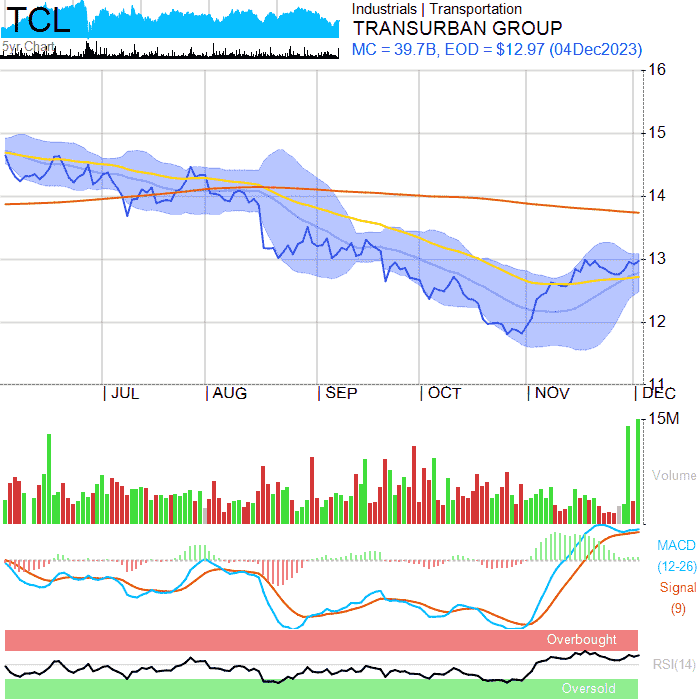 TCL
5yr Chart
Industrials | Transportation
TRANSURBAN GROUP
MC = 39.7B, EOD = $12.97 (04Dec2023)
16
15
14
13
12
11
JUL AUG SEP OCT NOV DEC
15M
Volume
MACD
(12-26)
Signal
(9)
Overbought
RSI(14)
Oversold